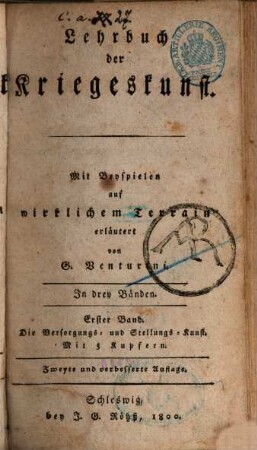 C. a. 27.
Lehrbuch
der
Kriegeskunst.
Mit Beyspielen
auf
wirklichem Terrain
erläutert
von
G. Venturini.
In drey Bänden.
Erster Band.
Die Versorgungs- und Stellungs-Kunst.
Mit 5 Kupfern.
Zweyte und verbesserte Auflage.
Schleswig,
bey J. G. Röhß, 1800.